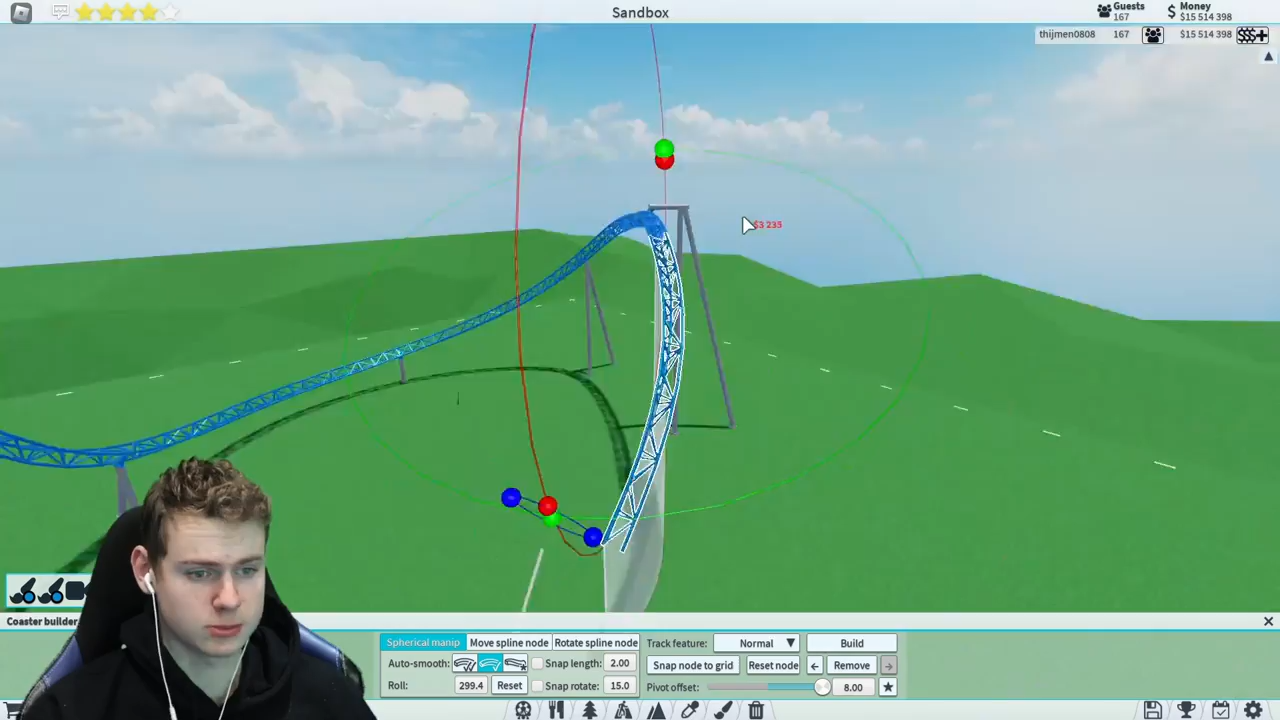 Sandbox
Guests
167
$ Money
$15 514 398
thijmen0808 167 $15 514 398 $$$+
$3 235
Coaster builder
Spherical manip Move spline node Rotate spline node Track feature: Normal Build
Auto-smooth: Snap length: 2.00 Snap node to grid Reset node Remove
Roll: 299.4 Reset Snap rotate: 15.0 Pivot offset: 8.00